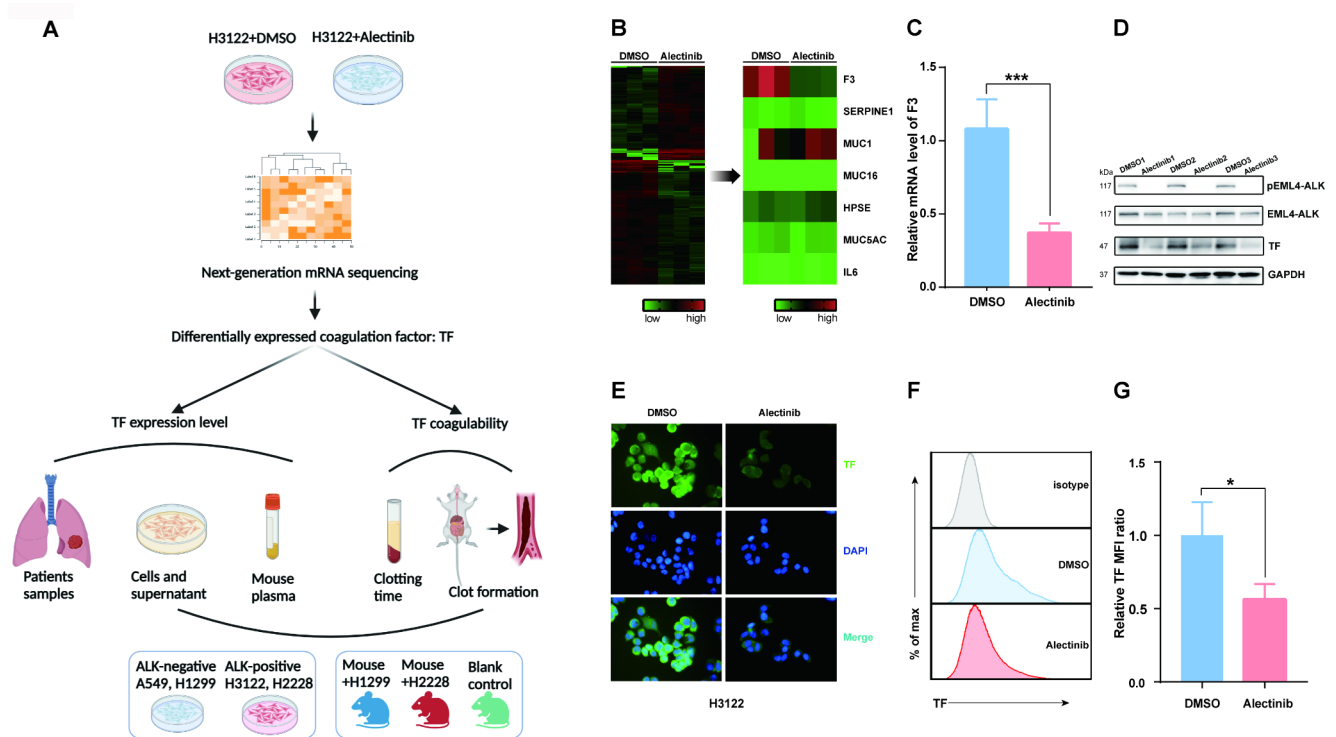 A
H3122+DMSO
H3122+Alectinib
Next-generation mRNA sequencing
Differentially expressed coagulation factor: TF
TF expression level
TF coagulability
Patients
samples
Cells and
supernatant
Mouse
plasma
Clotting
time
Clot formation
ALK-negative
A549, H1299
ALK-positive
H3122, H2228
Mouse
+H1299
Mouse
+H2228
Blank
control
B
DMSO Alectinib
DMSO Alectinib
F3
SERPINE1
MUC1
MUC16
HPSE
MUC5AC
IL6
low high
low high
C
Relative mRNA level of F3
1.5
1.0
0.5
0.0
***
DMSO Alectinib
D
kDa
DMSO1 Alectinib1 DMSO2 Alectinib2 DMSO3 Alectinib3
117 pEML4-ALK
117 EML4-ALK
47 TF
37 GAPDH
E
DMSO Alectinib
TF
DAPI
Merge
H3122
F
% of max
isotype
DMSO
Alectinib
TF
G
Relative TF MFI ratio
1.5
1.0
0.5
0.0
*
DMSO Alectinib